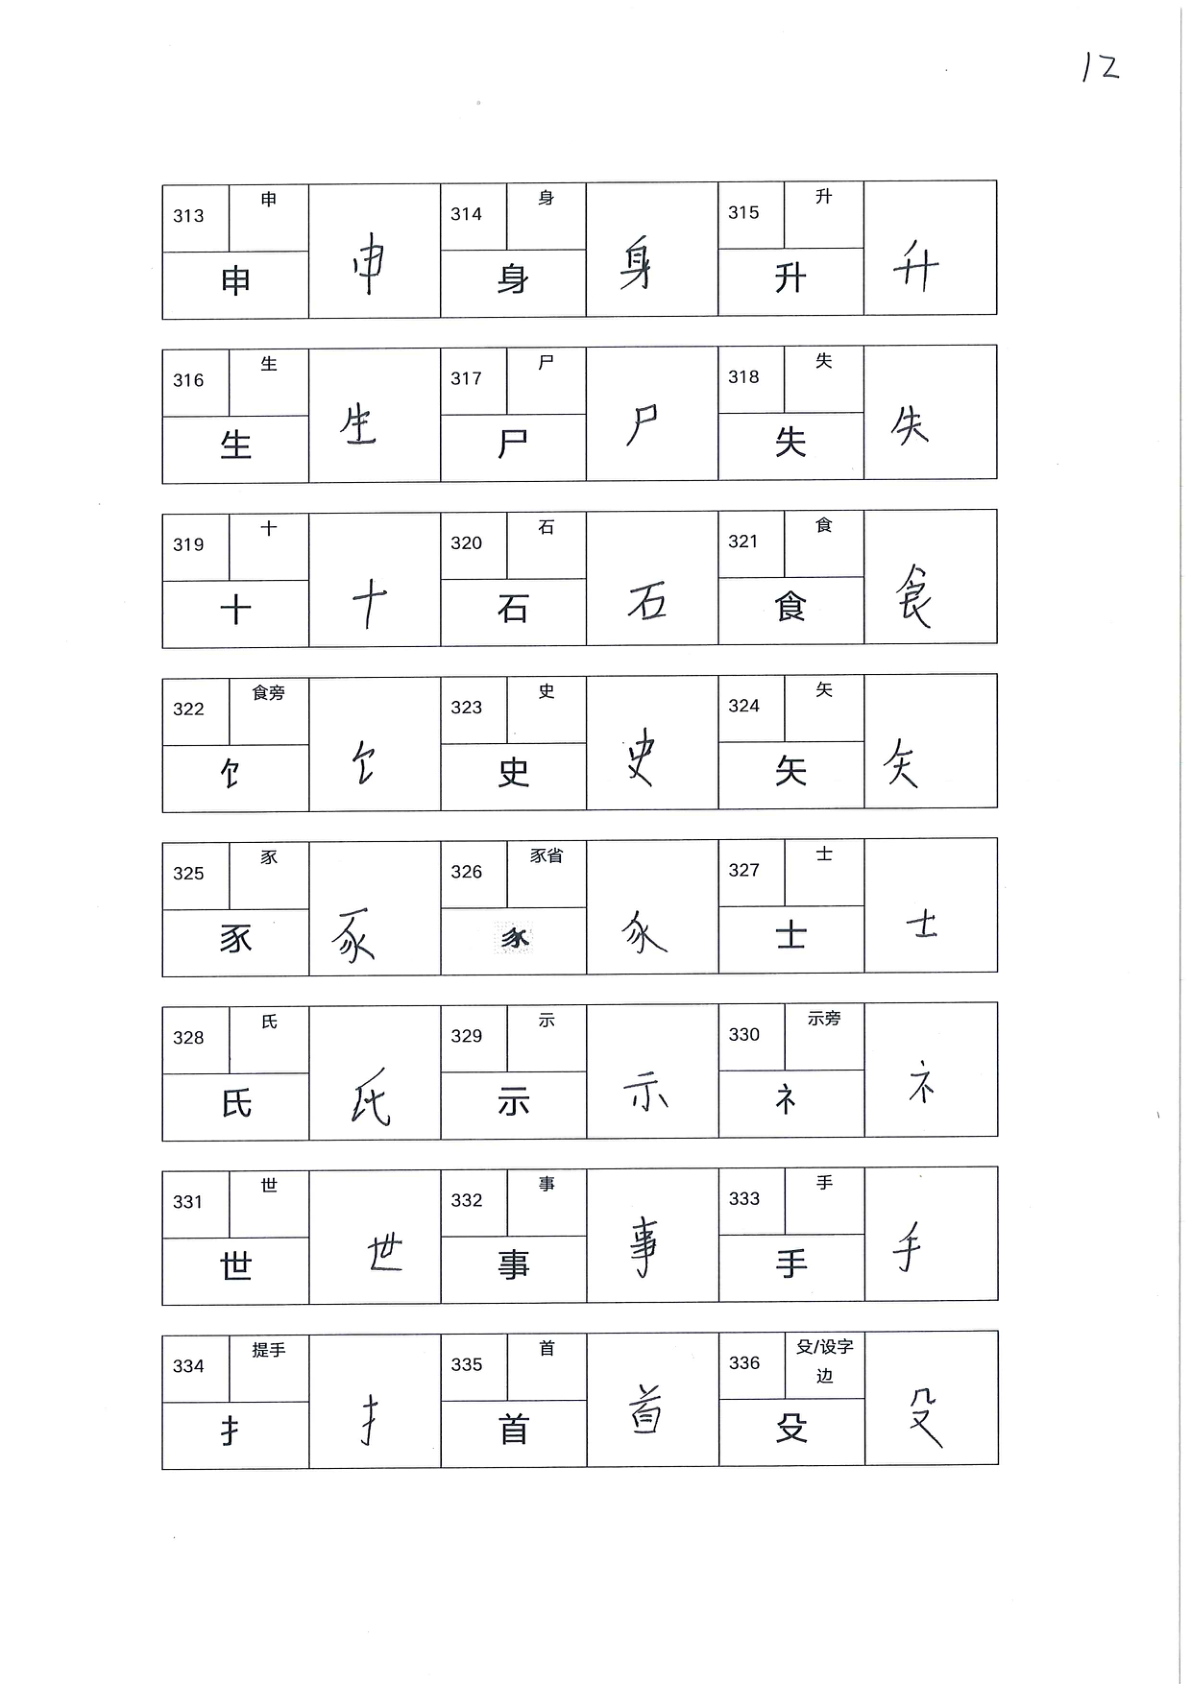 12
313 申 申 申 314 身 身 身 315 升 升 升
316 生 生 生 317 尸 尸 尸 318 失 失 失
319 十 十 十 320 石 石 石 321 食 食 食
322 食旁 饣 饣 323 史 史 史 324 矢 矢 矢
325 豕 豕 豕 326 豕省 327 士 士 士
328 氏 氏 氏 329 示 示 示 330 示旁 礻 礻
331 世 世 世 332 事 事 事 333 手 手 手
334 提手 扌 扌 335 首 首 首 336 殳/设字边 殳 殳